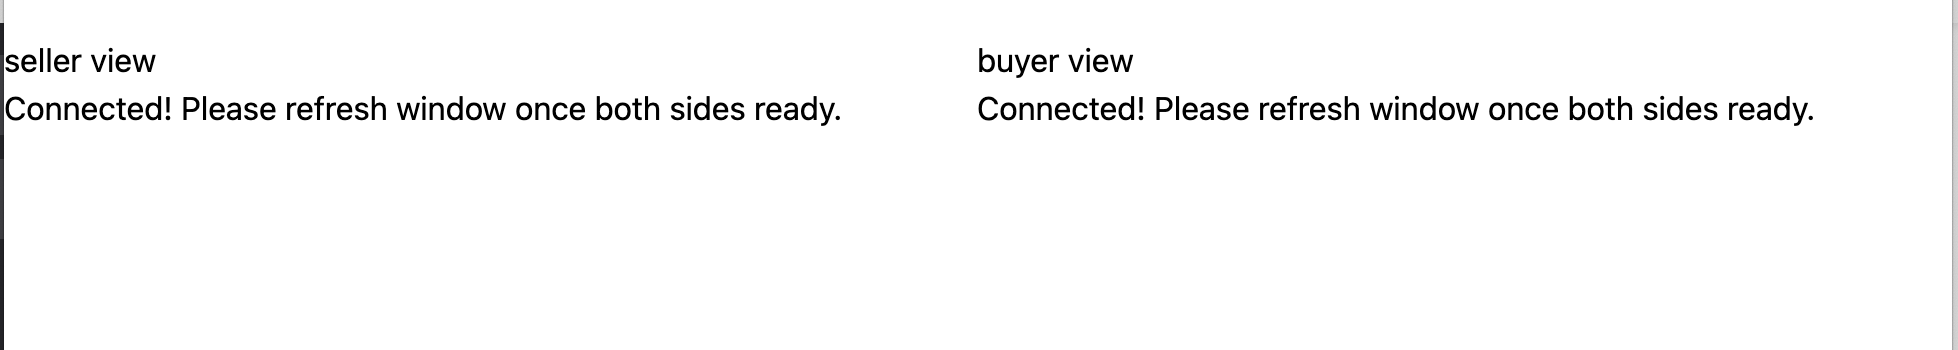 seller view
Connected! Please refresh window once both sides ready.
buyer view
Connected! Please refresh window once both sides ready.